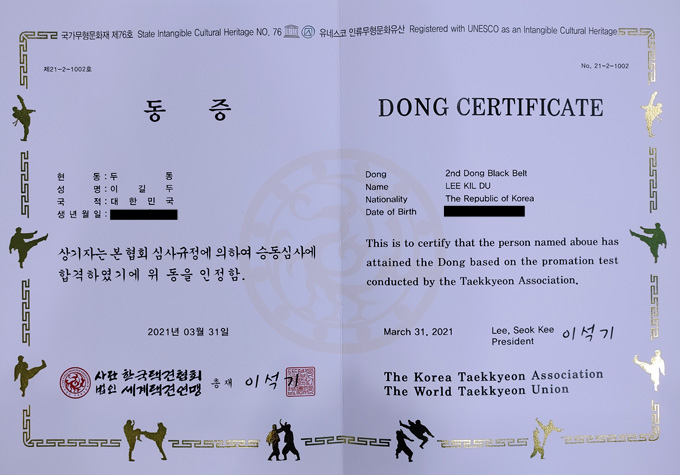 국가무형문화재 제76호 State Intangible Cultural Heritage NO. 76 유네스코 인류무형문화유산 Registered with UNESCO as an Intangible Cultural Heritage
제21-2-1002호
동 증
현 동 : 두 동
성 명 : 이 길 두
국 적 : 대 한 민 국
생 년 월 일 :
상기자는 본 협회 심사규정에 의하여 승동심사에
합격하였기에 위 동을 인정함.
2021년 03월 31일
사단 한국택견협회
법인 세계택견연맹
총 재 이석기
No. 21-2-1002
DONG CERTIFICATE
Dong 2nd Dong Black Belt
Name LEE KIL DU
Nationality The Republic of Korea
Date of Birth
This is to certify that the person named aboue has
attained the Dong based on the promation test
conducted by the Taekkyeon Association.
March 31. 2021 Lee, Seok Kee 이석기
President
The Korea Taekkyeon Association
The World Taekkyeon Union